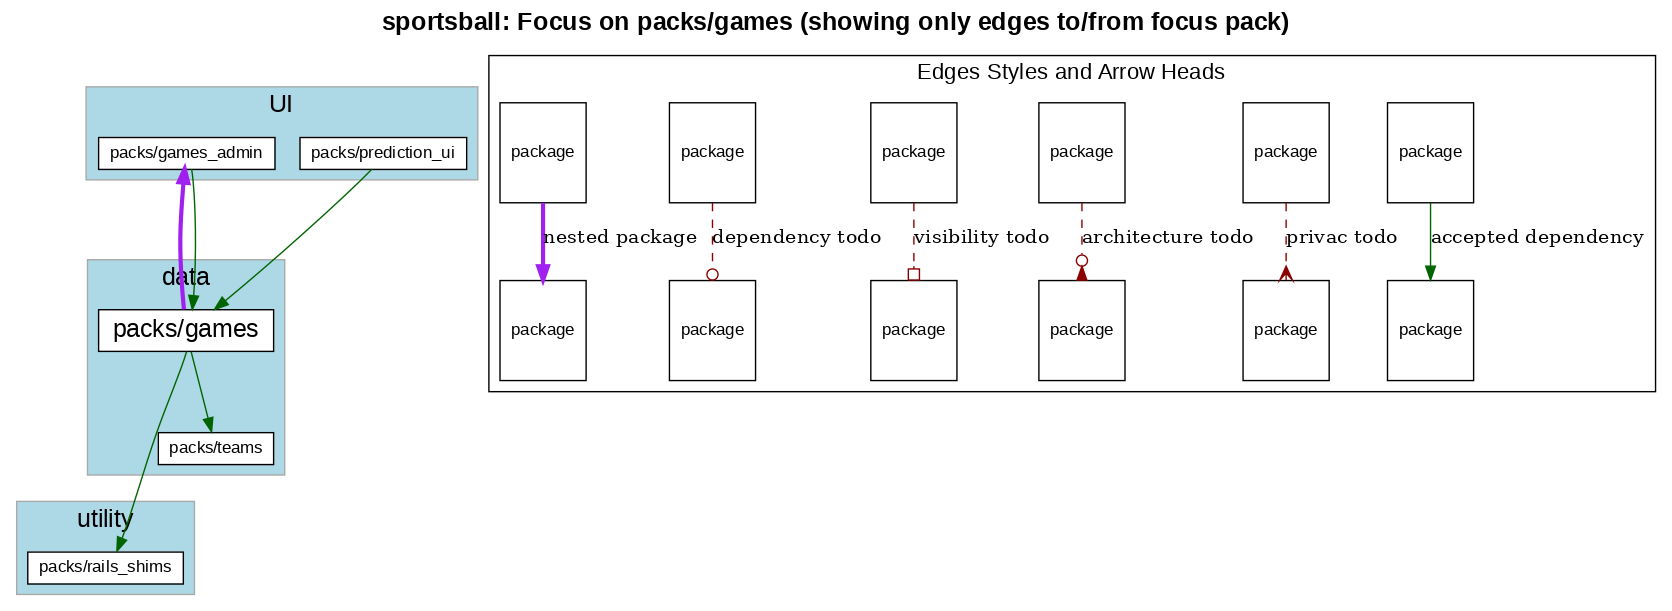 sportsball: Focus on packs/games (showing only edges to/from focus pack)
UI
packs/games_admin
packs/prediction_ui
data
packs/games
packs/teams
utility
packs/rails_shims
Edges Styles and Arrow Heads
package
package
package
package
package
package
nested package
dependency todo
visibility todo
architecture todo
privac todo
accepted dependency
package
package
package
package
package
package